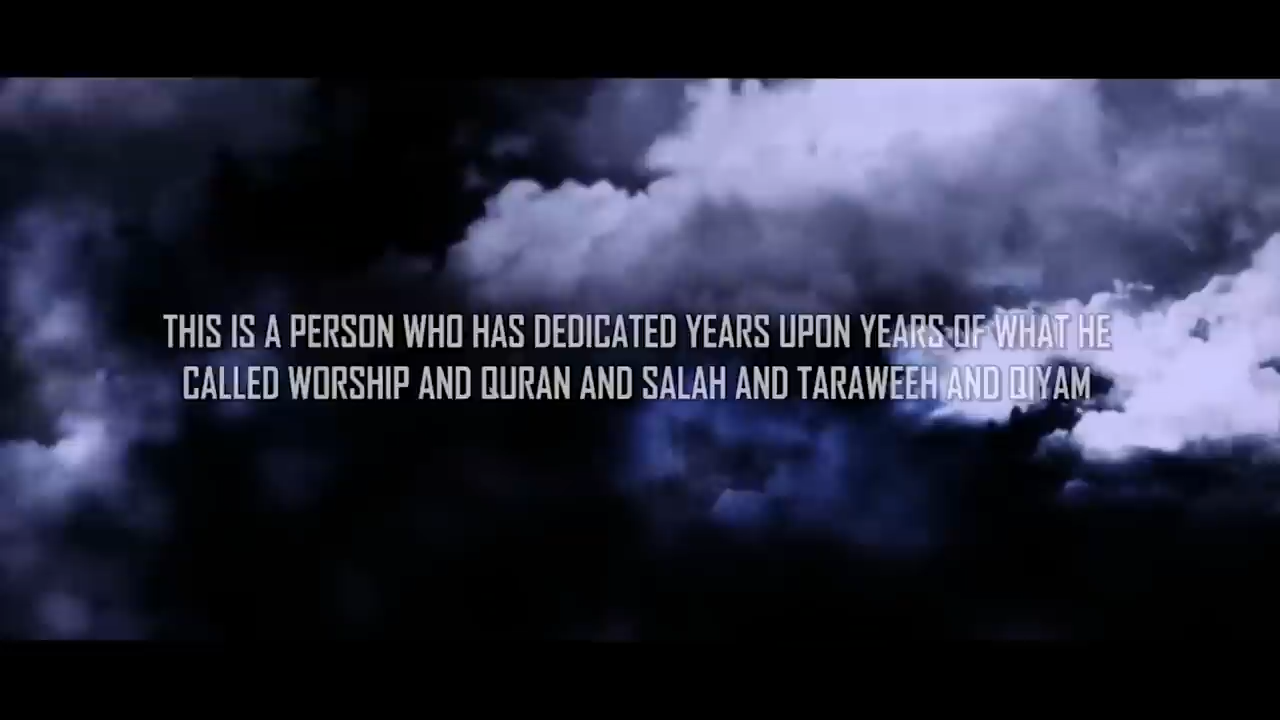 THIS IS A PERSON WHO HAS DEDICATED YEARS UPON YEARS OF WHAT HE
CALLED WORSHIP AND QURAN AND SALAH AND TARAWEEH AND QIYAM